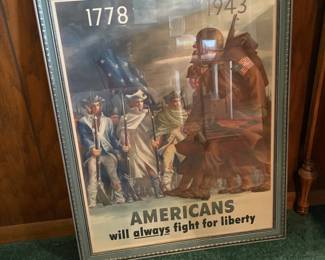 1778
1943
AMERICANS
will always fight for liberty